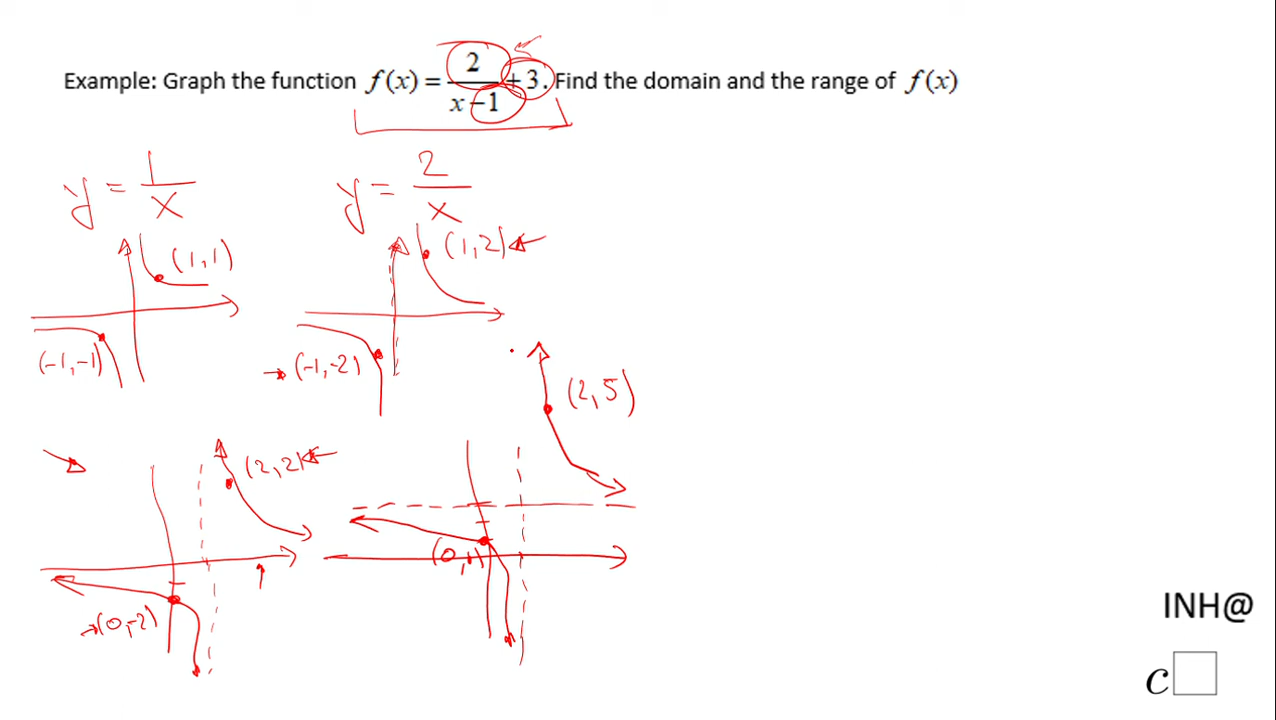 Example: Graph the function f(x) = 2/(x−1) + 3. Find the domain and the range of f(x)
y = 1/x
y = 2/x
(1,1)
(1,2)
(-1,-1)
(-1,-2)
(2,5)
(2,2)
(0,1)
(0,-2)
INH@
c